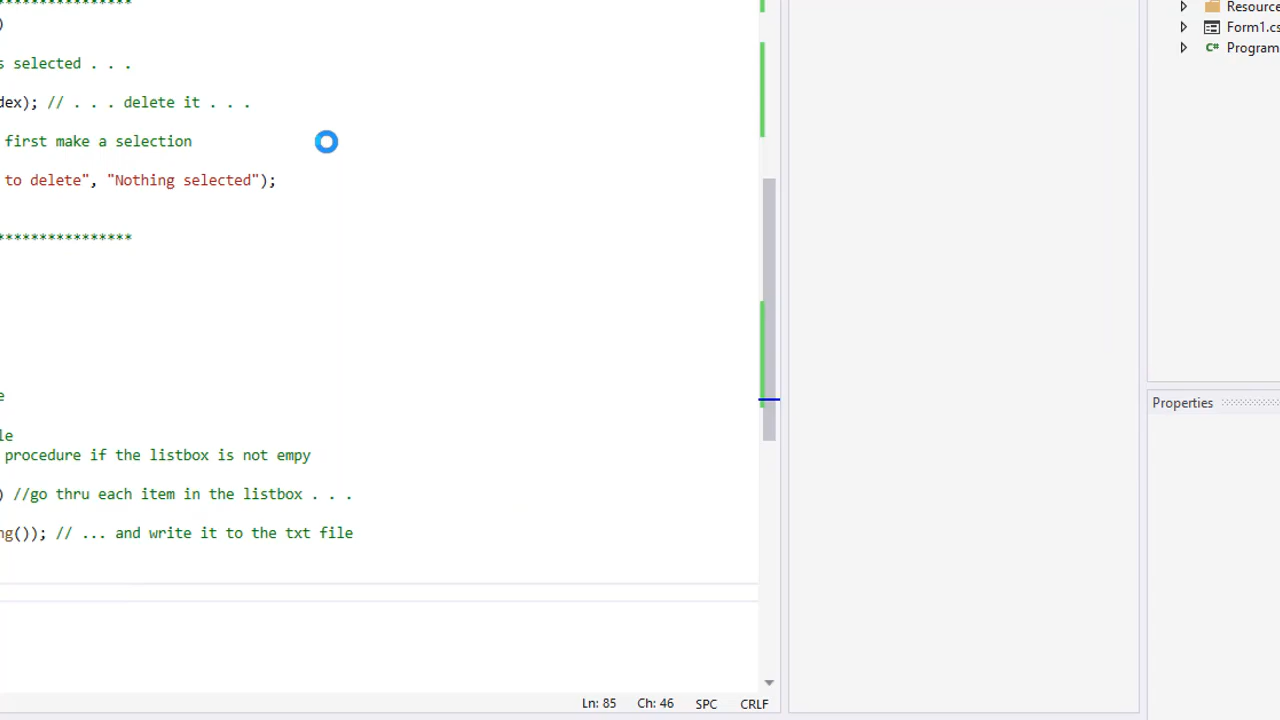 ****************
)
Resource
Form1.cs
Program
s selected . . .
dex); // . . . delete it . . .
first make a selection
to delete", "Nothing selected");
****************
e
Properties
le
procedure if the listbox is not empy
) //go thru each item in the listbox . . .
ng()); // ... and write it to the txt file
Ln: 85 Ch: 46 SPC CRLF